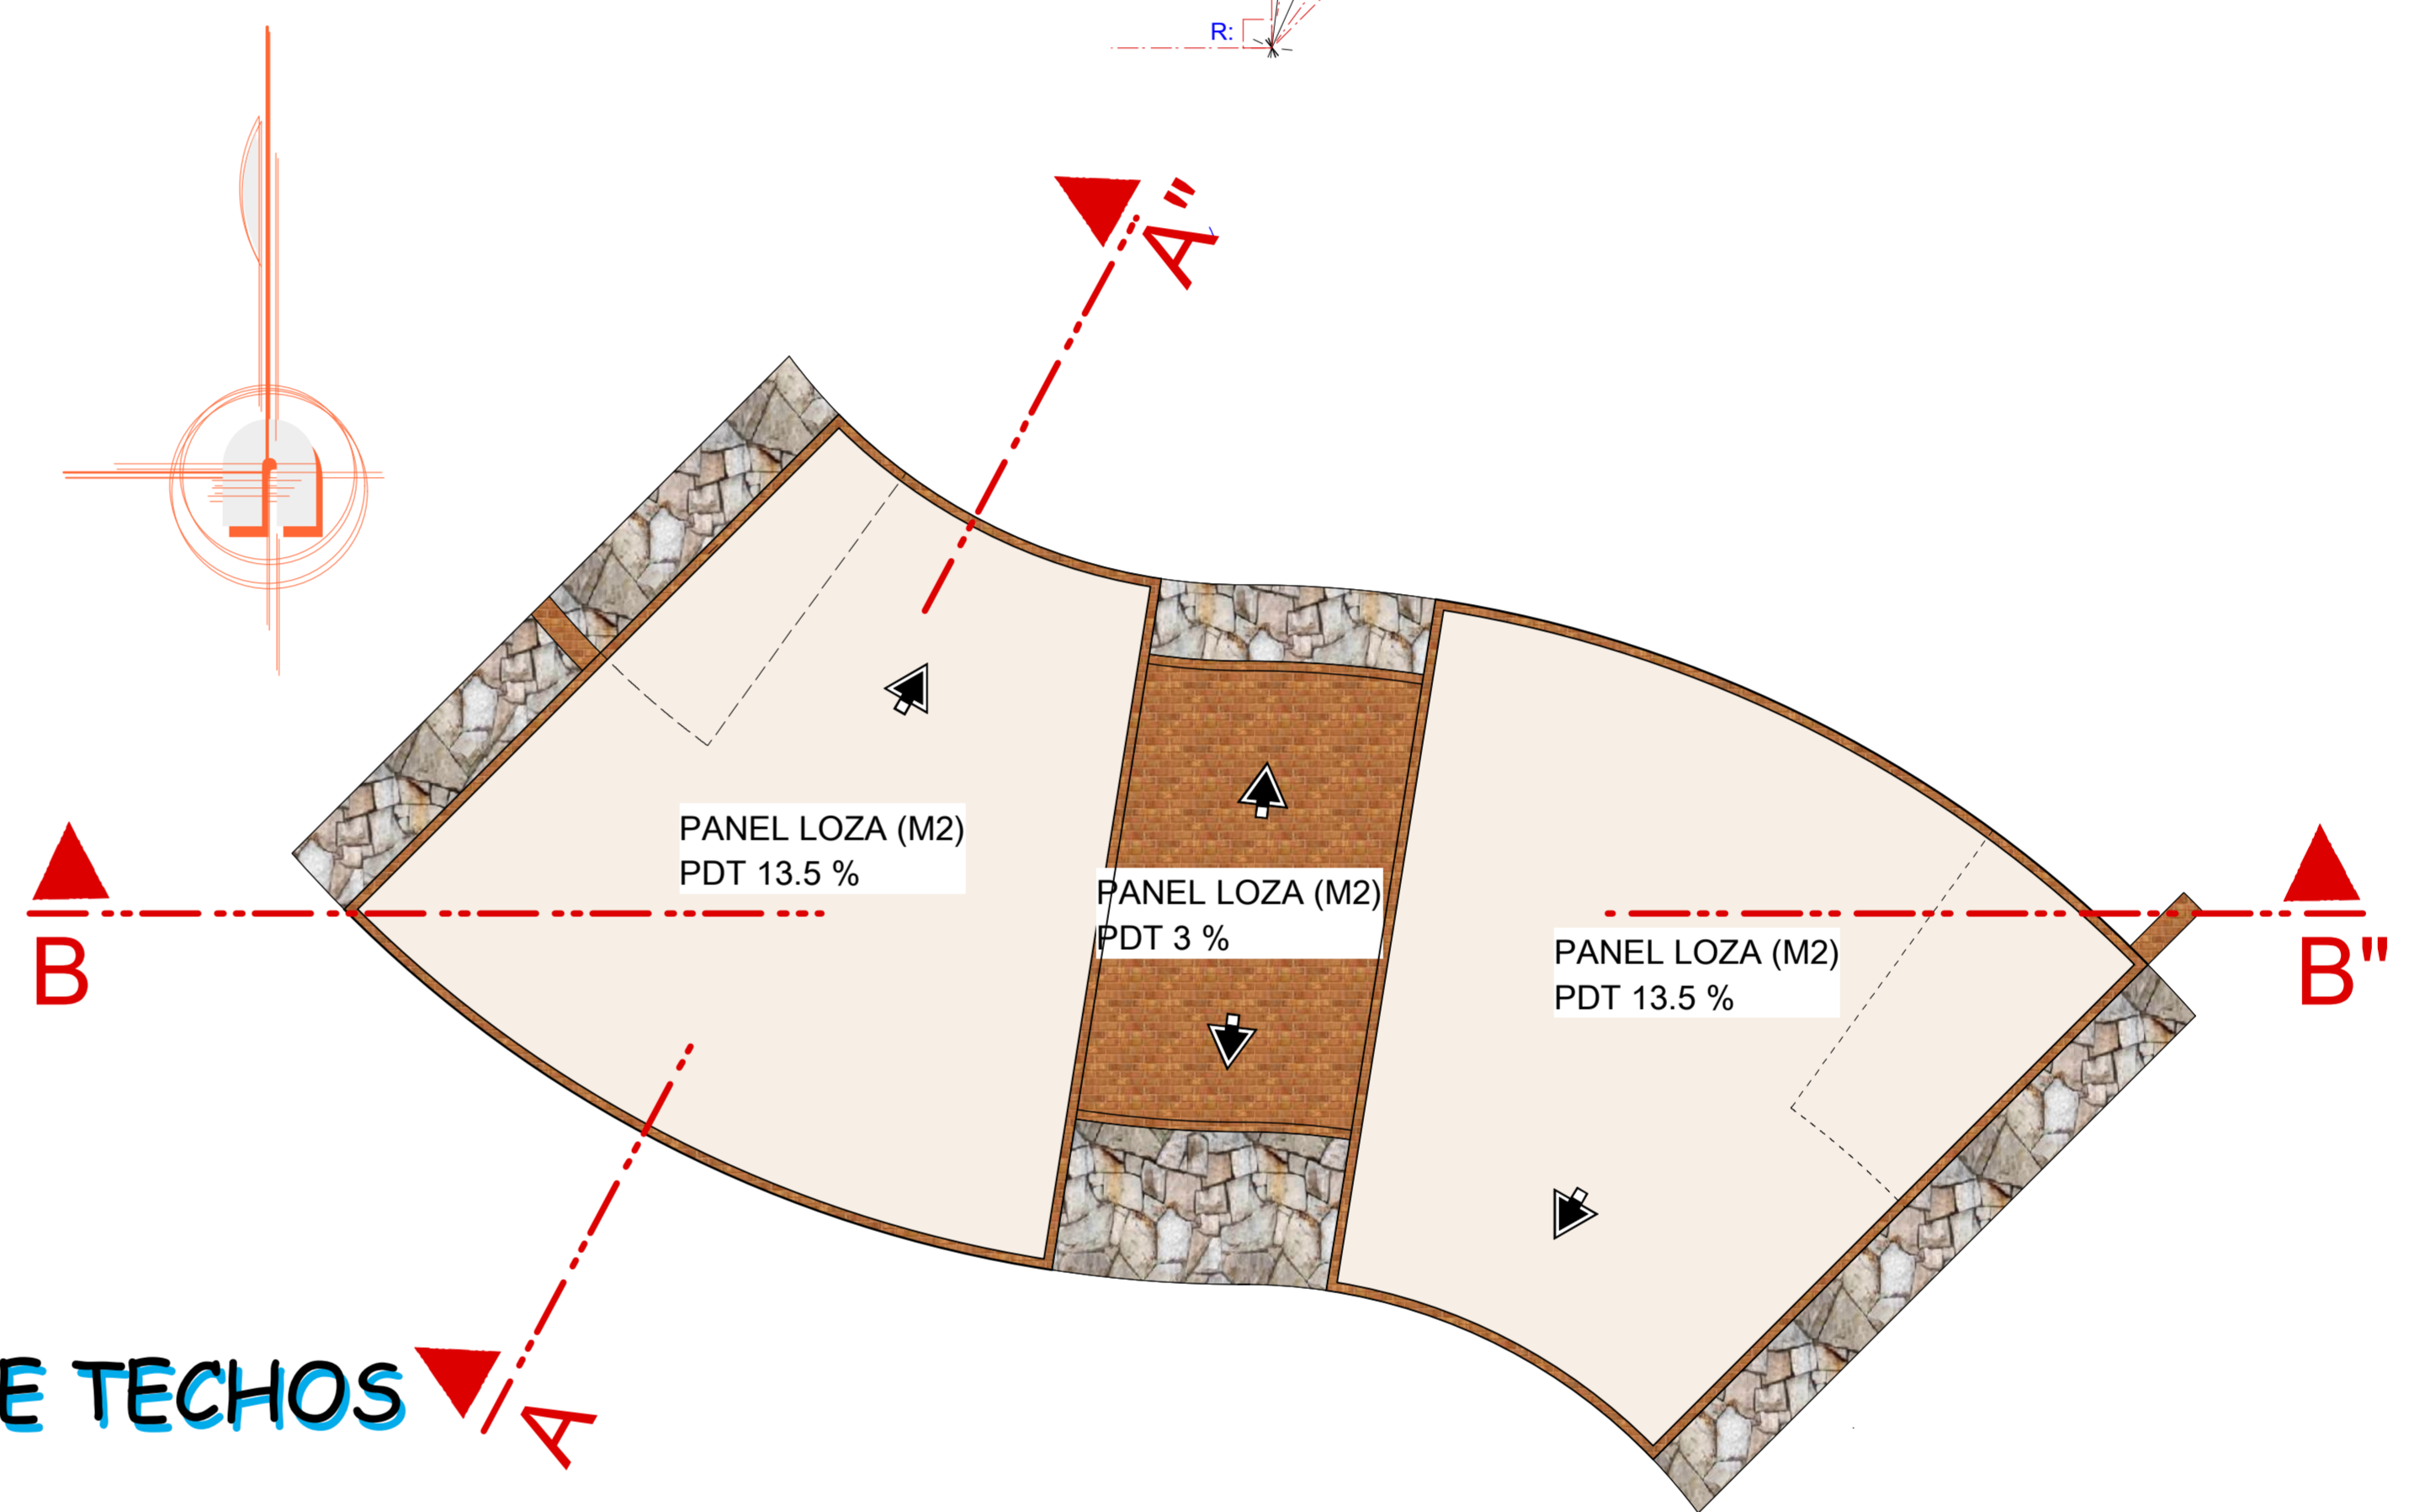 R:
A"
PANEL LOZA (M2)
PDT 13.5 %
PANEL LOZA (M2)
PDT 3 %
PANEL LOZA (M2)
PDT 13.5 %
B
B"
E TECHOS
A